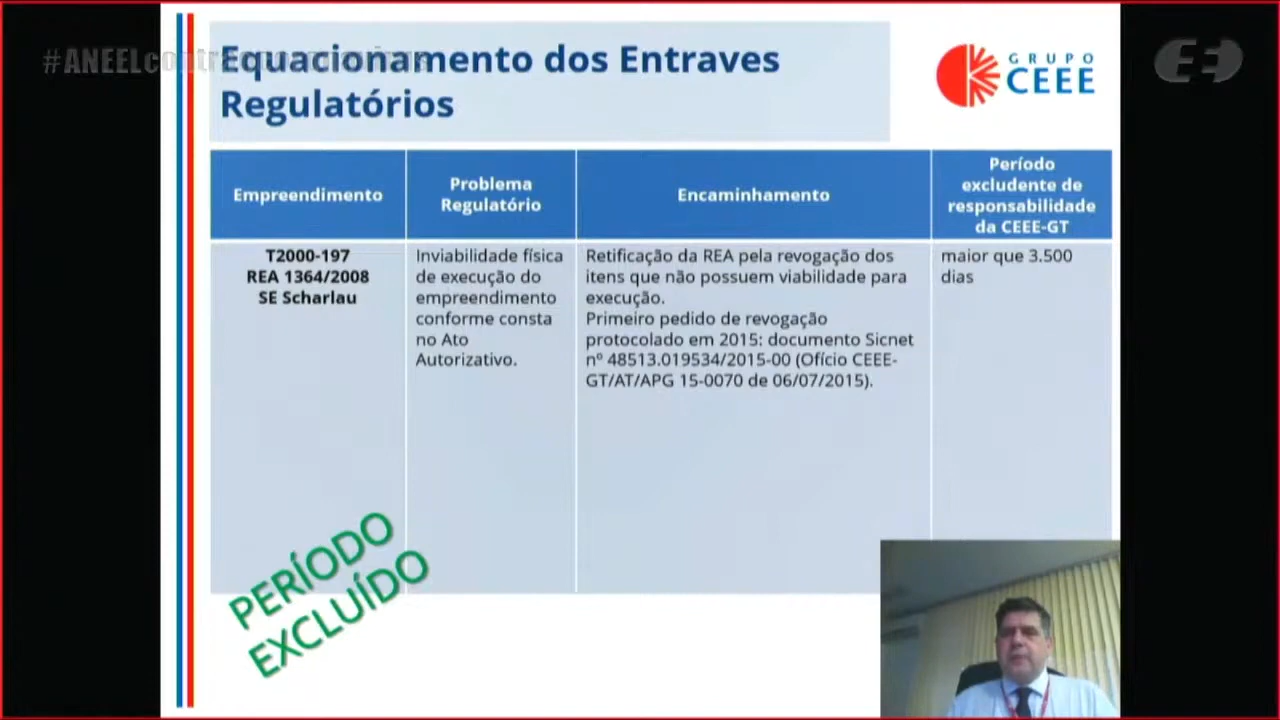 #ANEELcontra
Equacionamento dos Entraves
Regulatórios
GRUPO
CEEE
Empreendimento
Problema
Regulatório
Encaminhamento
Período
excludente de
responsabilidade
da CEEE-GT
T2000-197
REA 1364/2008
SE Scharlau
Inviabilidade física
de execução do
empreendimento
conforme consta
no Ato
Autorizativo.
Retificação da REA pela revogação dos
itens que não possuem viabilidade para
execução.
Primeiro pedido de revogação
protocolado em 2015: documento Sicnet
nº 48513.019534/2015-00 (Ofício CEEE-
GT/AT/APG 15-0070 de 06/07/2015).
maior que 3.500
dias
PERÍODO
EXCLUÍDO